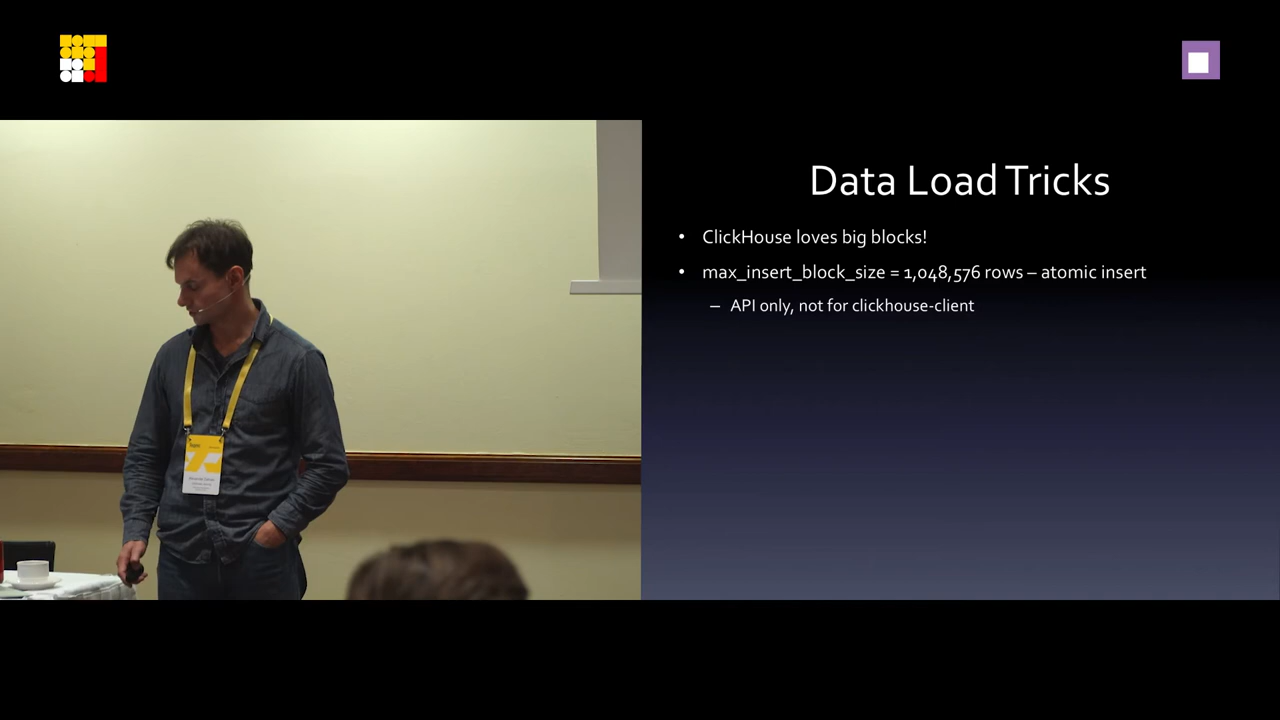 Data Load Tricks
• ClickHouse loves big blocks!
• max_insert_block_size = 1,048,576 rows – atomic insert
– API only, not for clickhouse-client